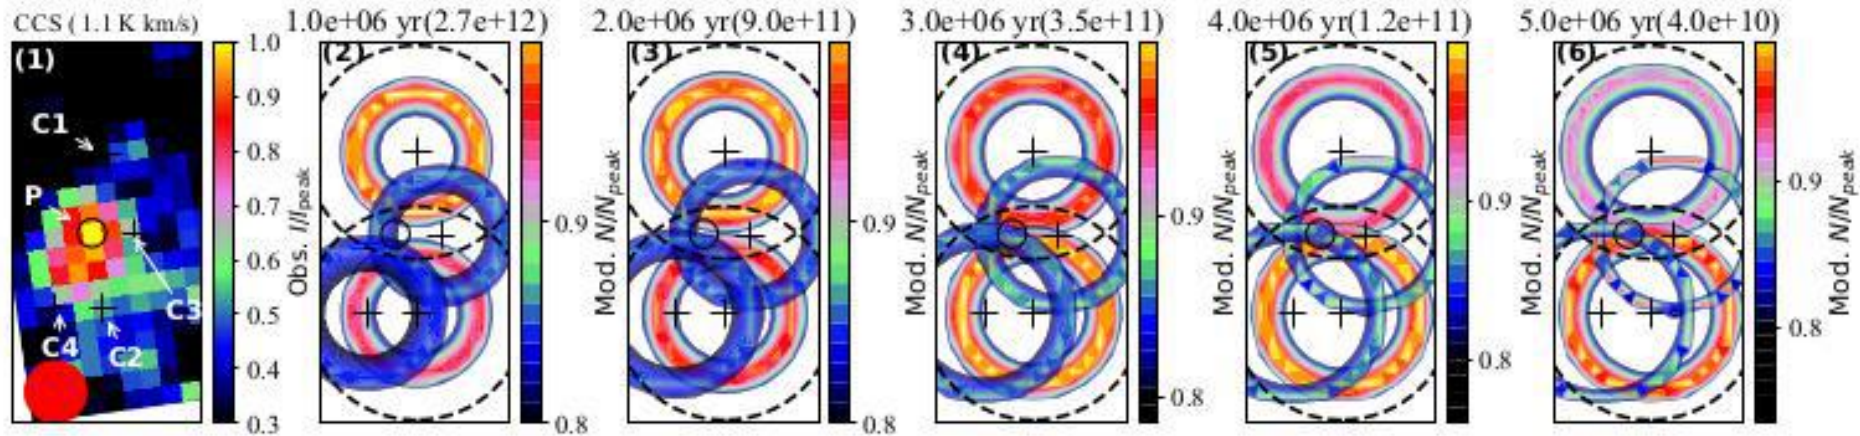 CCS (1.1 K km/s)
1.0e+06 yr(2.7e+12)
2.0e+06 yr(9.0e+11)
3.0e+06 yr(3.5e+11)
4.0e+06 yr(1.2e+11)
5.0e+06 yr(4.0e+10)
(1)
C1
P
C3
C4
C2
1.0
0.9
0.8
0.7
0.6
0.5
0.4
0.3
Obs. I/I_peak
(2)
0.9
0.8
Mod. N/N_peak
(3)
0.9
0.8
Mod. N/N_peak
(4)
0.9
0.8
Mod. N/N_peak
(5)
0.9
0.8
Mod. N/N_peak
(6)
0.9
0.8
Mod. N/N_peak